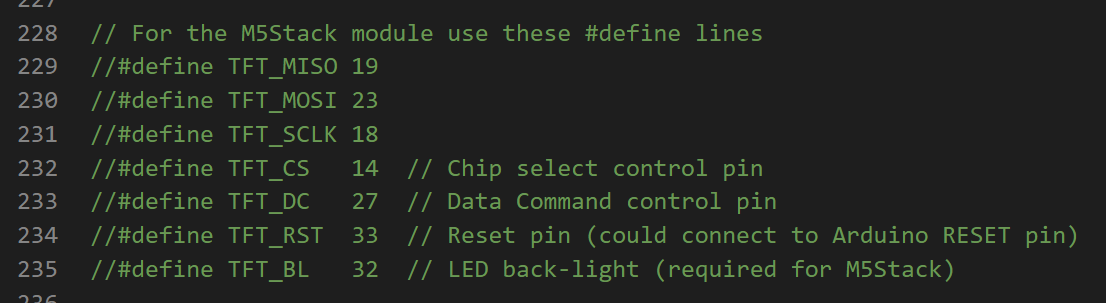 227
228 // For the M5Stack module use these #define lines
229 //#define TFT_MISO 19
230 //#define TFT_MOSI 23
231 //#define TFT_SCLK 18
232 //#define TFT_CS   14  // Chip select control pin
233 //#define TFT_DC   27  // Data Command control pin
234 //#define TFT_RST  33  // Reset pin (could connect to Arduino RESET pin)
235 //#define TFT_BL   32  // LED back-light (required for M5Stack)
236